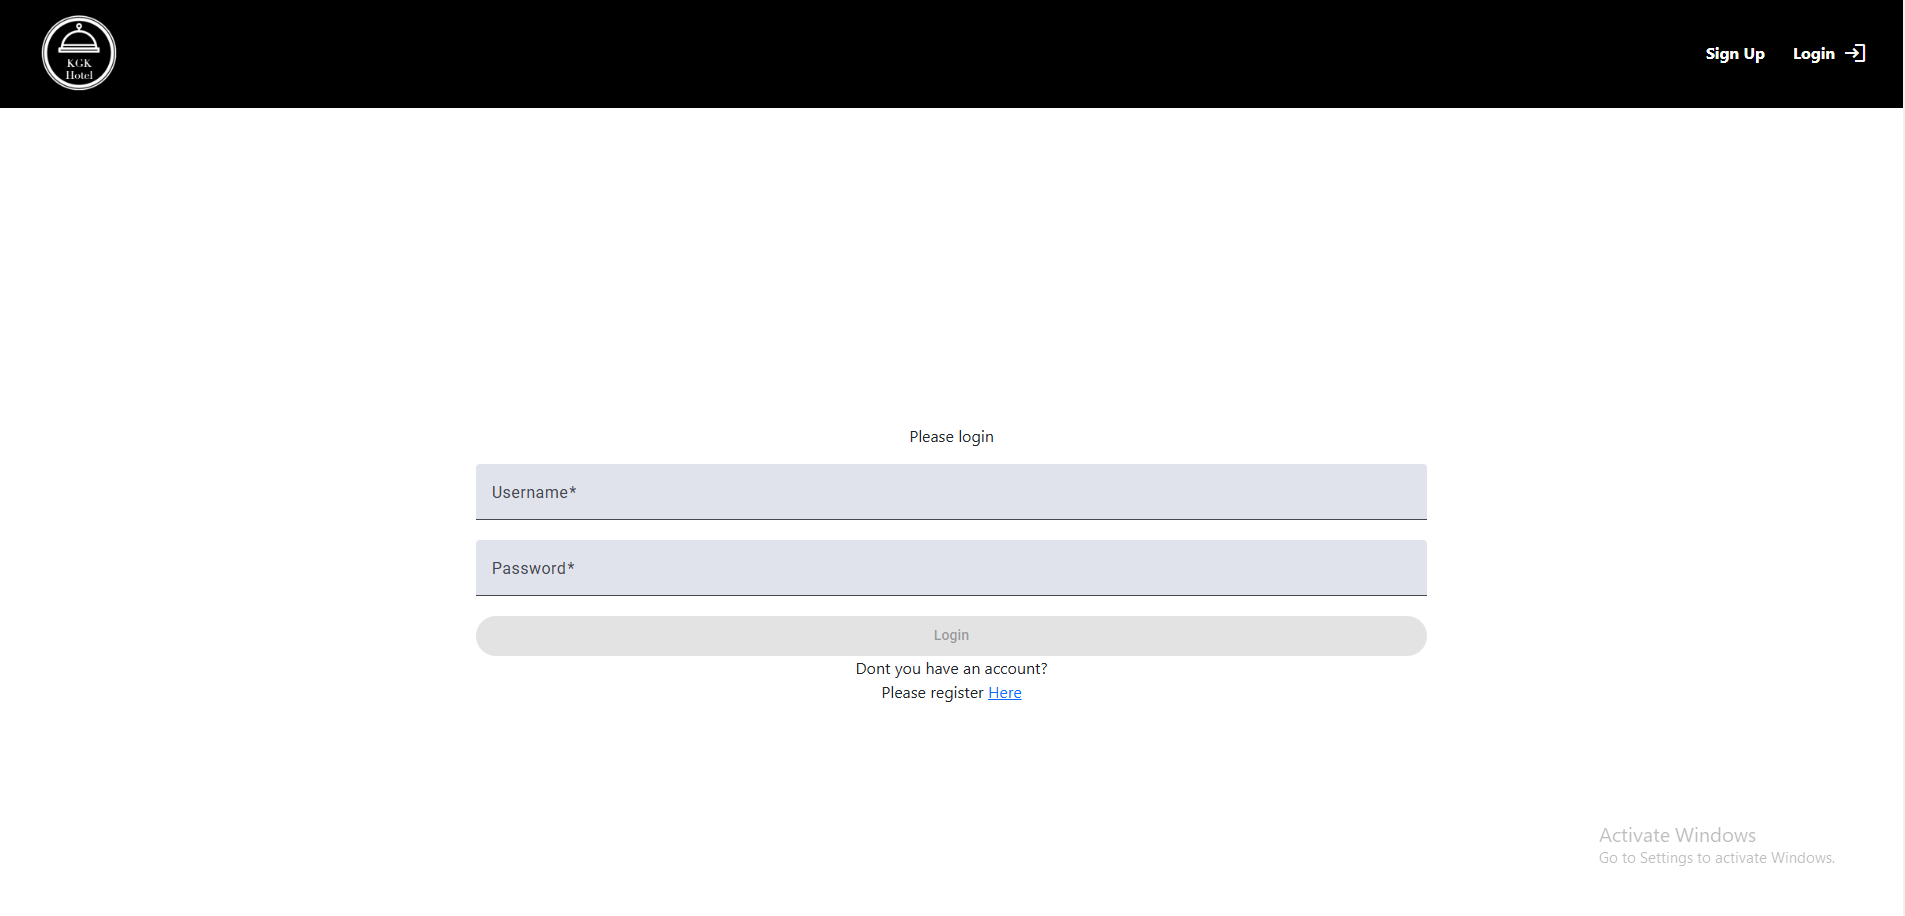 KGK
Hotel
Sign Up
Login
Please login
Username*
Password*
Login
Dont you have an account?
Please register Here
Activate Windows
Go to Settings to activate Windows.